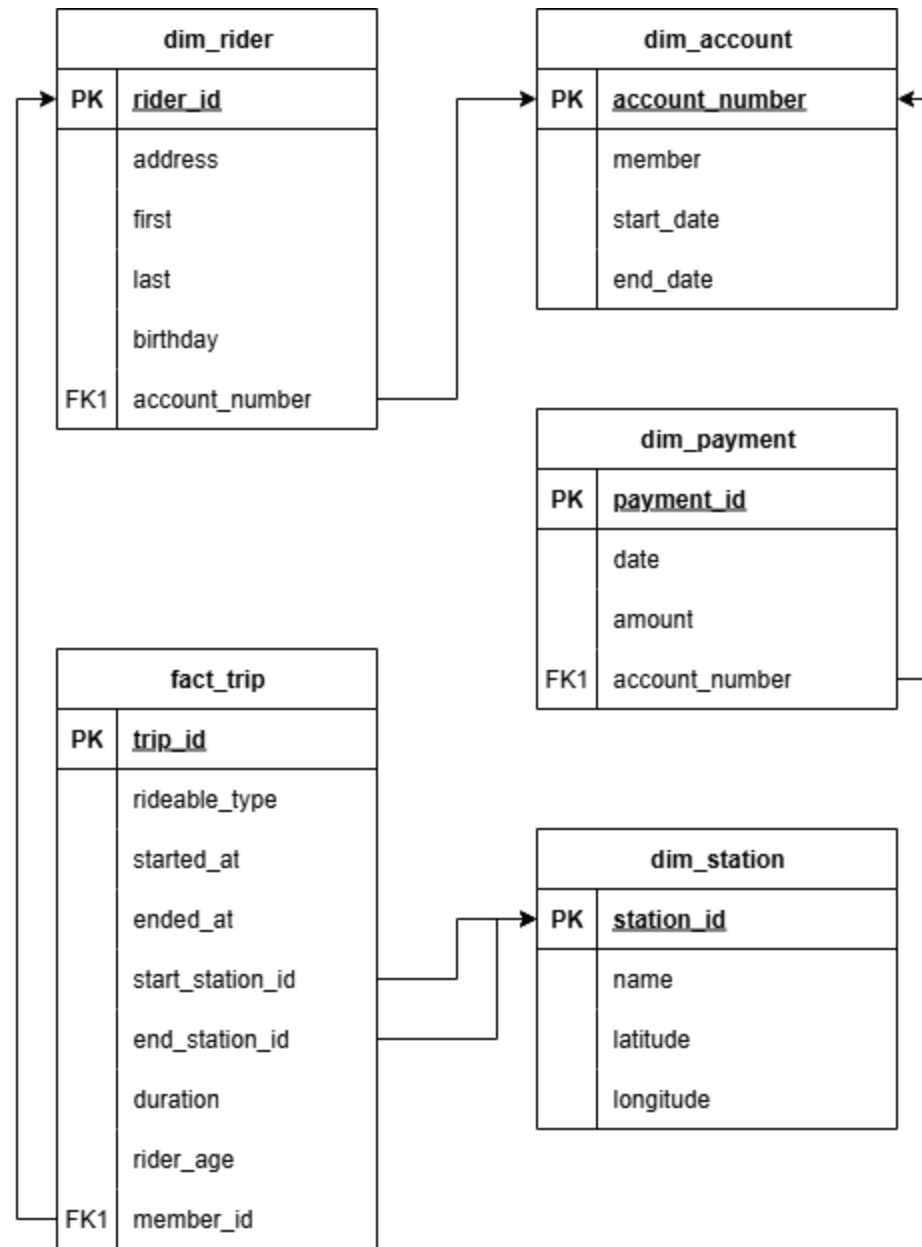 dim_rider
PK rider_id
address
first
last
birthday
FK1 account_number
dim_account
PK account_number
member
start_date
end_date
dim_payment
PK payment_id
date
amount
FK1 account_number
fact_trip
PK trip_id
rideable_type
started_at
ended_at
start_station_id
end_station_id
duration
rider_age
FK1 member_id
dim_station
PK station_id
name
latitude
longitude